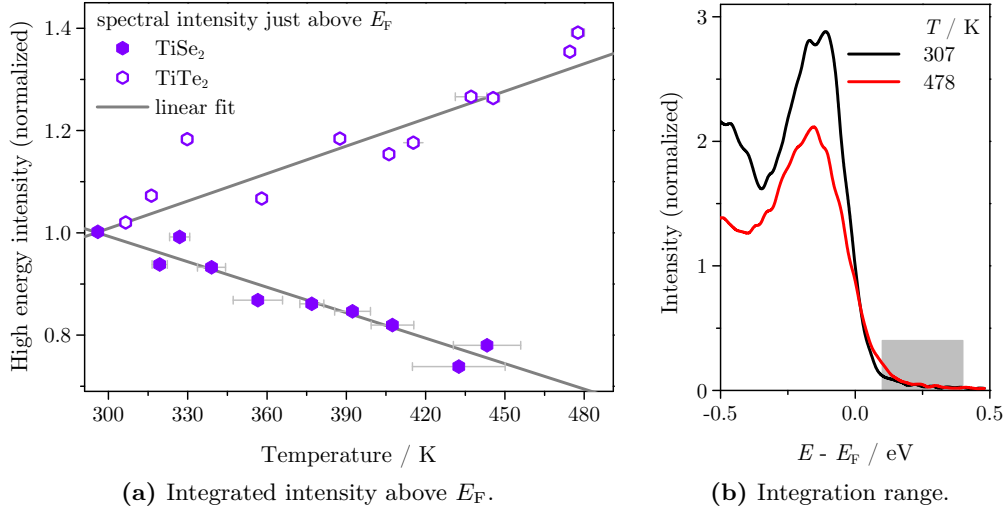 spectral intensity just above E_F
TiSe₂
TiTe₂
linear fit
High energy intensity (normalized)
1.4
1.2
1.0
0.8
300 330 360 390 420 450 480
Temperature / K
(a) Integrated intensity above E_F.
T / K
307
478
Intensity (normalized)
3
2
1
0
-0.5 0.0 0.5
E - E_F / eV
(b) Integration range.